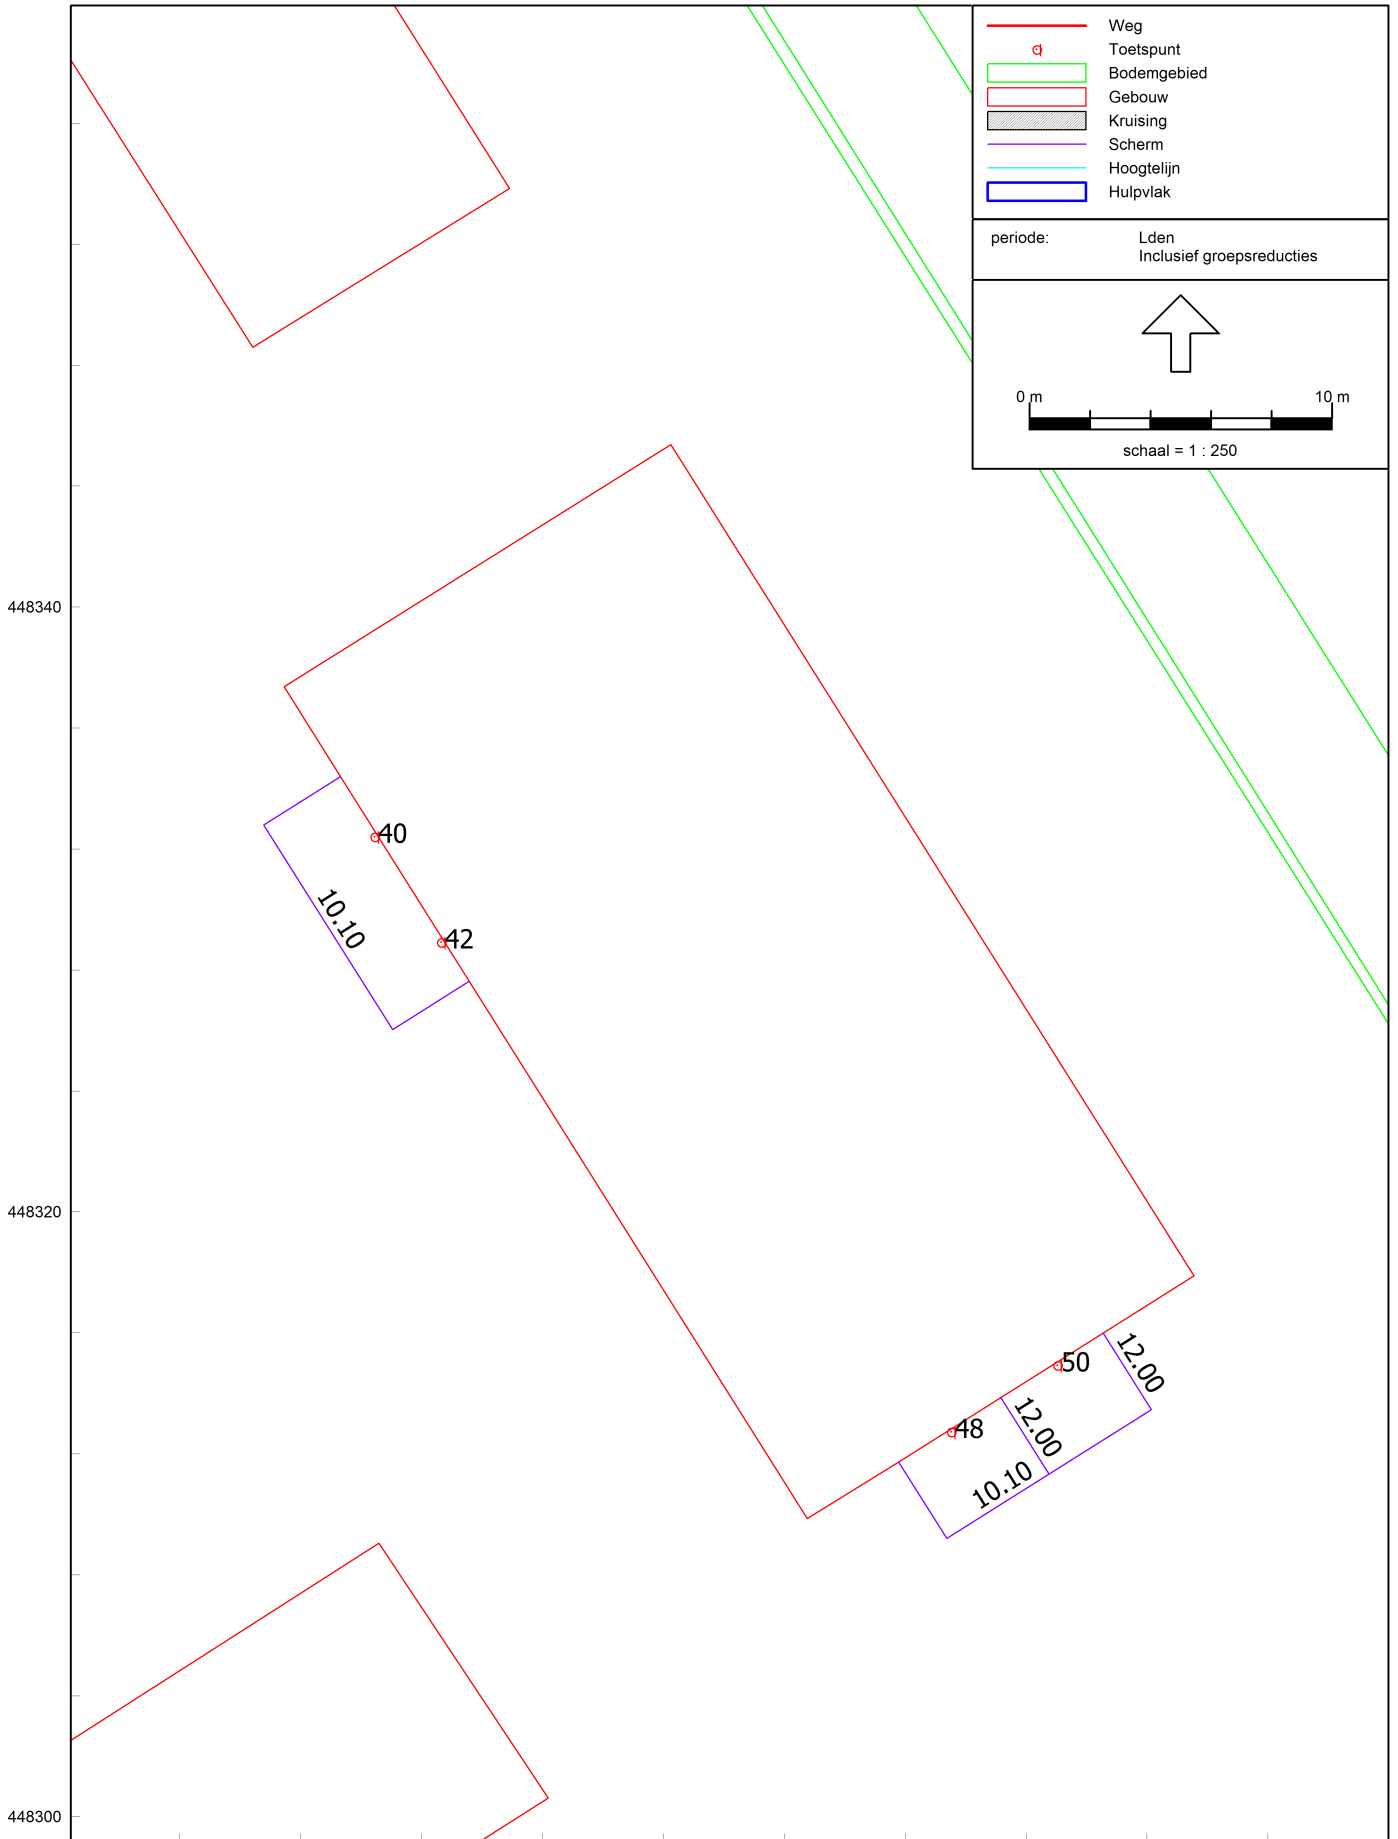 Weg
Toetspunt
Bodemgebied
Gebouw
Kruising
Scherm
Hoogtelijn
Hulpvlak
periode: Lden
Inclusief groepsreducties
0 m 10 m
schaal = 1 : 250
448340
40
10.10
42
448320
12.00
50
12.00
48
10.10
448300